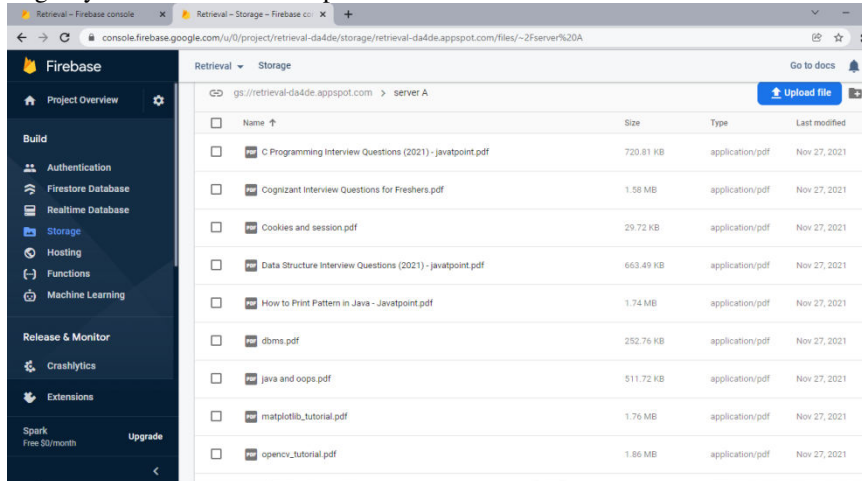 Retrieval – Firebase console
Retrieval – Storage – Firebase co
console.firebase.google.com/u/0/project/retrieval-da4de/storage/retrieval-da4de.appspot.com/files/~2Fserver%20A
Firebase
Retrieval Storage
Go to docs
Project Overview
gs://retrieval-da4de.appspot.com > server A
Upload file
Name Size Type Last modified
Build
C Programming Interview Questions (2021) - javatpoint.pdf 720.81 KB application/pdf Nov 27, 2021
Authentication
Firestore Database
Cognizant Interview Questions for Freshers.pdf 1.58 MB application/pdf Nov 27, 2021
Realtime Database
Storage
Cookies and session.pdf 29.72 KB application/pdf Nov 27, 2021
Hosting
Functions
Data Structure Interview Questions (2021) - javatpoint.pdf 663.49 KB application/pdf Nov 27, 2021
Machine Learning
How to Print Pattern in Java - Javatpoint.pdf 1.74 MB application/pdf Nov 27, 2021
Release & Monitor
dbms.pdf 252.76 KB application/pdf Nov 27, 2021
Crashlytics
java and oops.pdf 511.72 KB application/pdf Nov 27, 2021
Extensions
matplotlib_tutorial.pdf 1.76 MB application/pdf Nov 27, 2021
Spark
Free $0/month
Upgrade
opencv_tutorial.pdf 1.86 MB application/pdf Nov 27, 2021